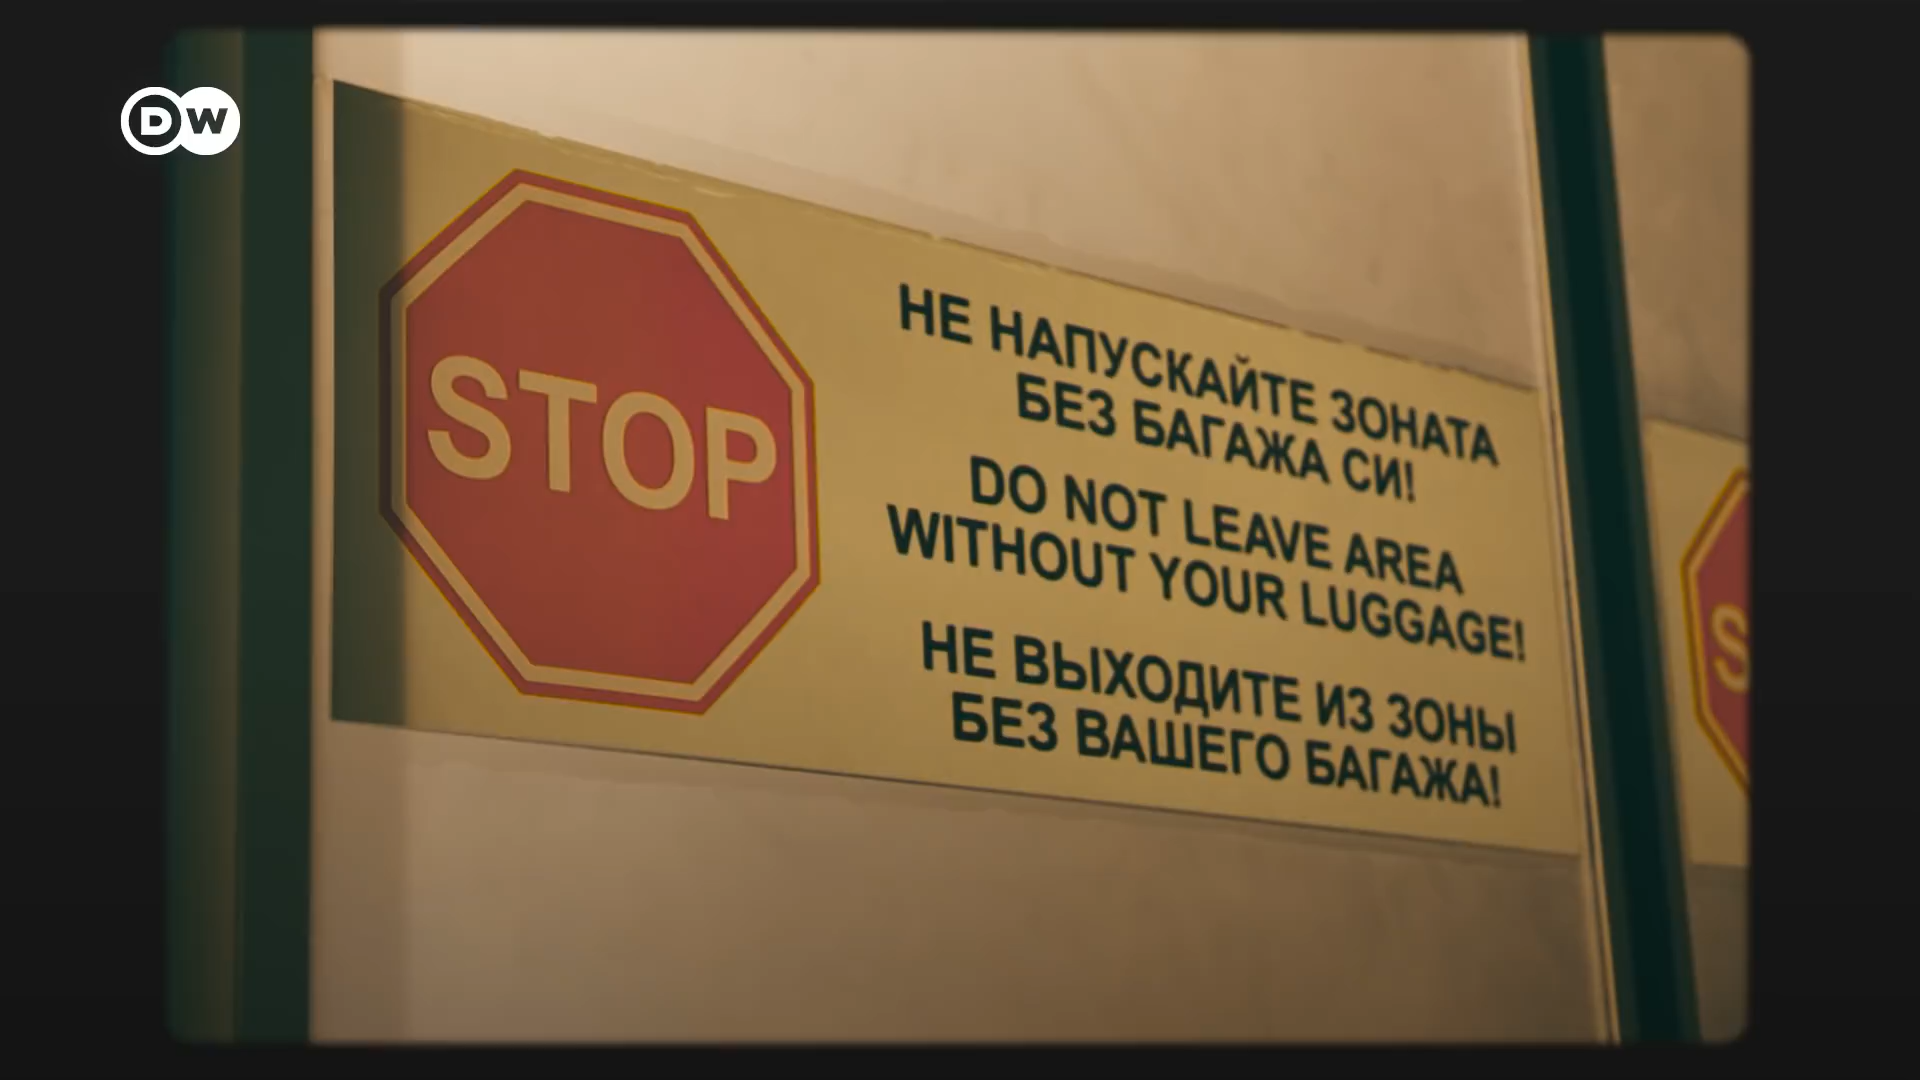 DW
STOP
НЕ НАПУСКАЙТЕ ЗОНАТА
БЕЗ БАГАЖА СИ!
DO NOT LEAVE AREA
WITHOUT YOUR LUGGAGE!
НЕ ВЫХОДИТЕ ИЗ ЗОНЫ
БЕЗ ВАШЕГО БАГАЖА!
S